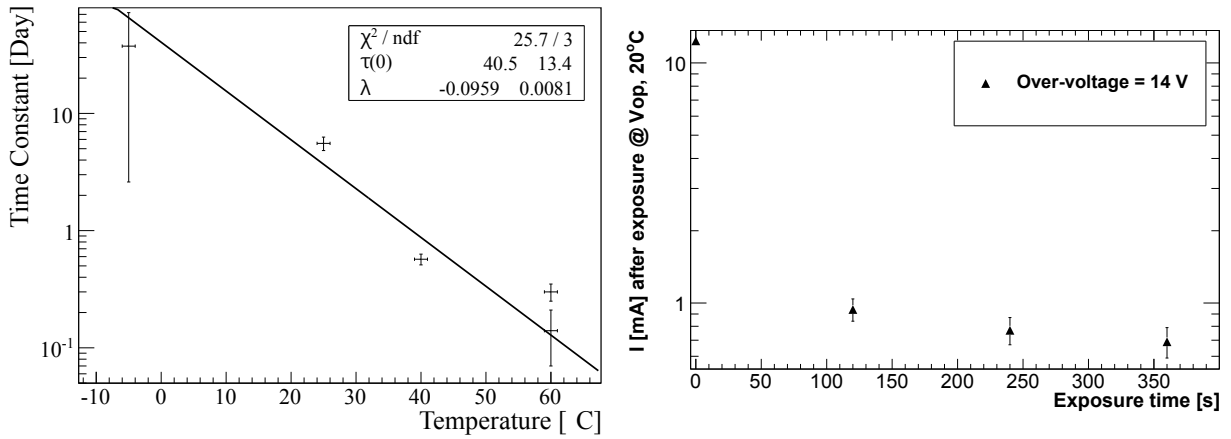 Time Constant [Day]
10
1
10⁻¹
χ² / ndf 25.7 / 3
τ(0) 40.5 13.4
λ -0.0959 0.0081
-10 0 10 20 30 40 50 60
Temperature [ C]
I [mA] after exposure @ Vop, 20°C
10
1
▲ Over-voltage = 14 V
0 50 100 150 200 250 300 350
Exposure time [s]